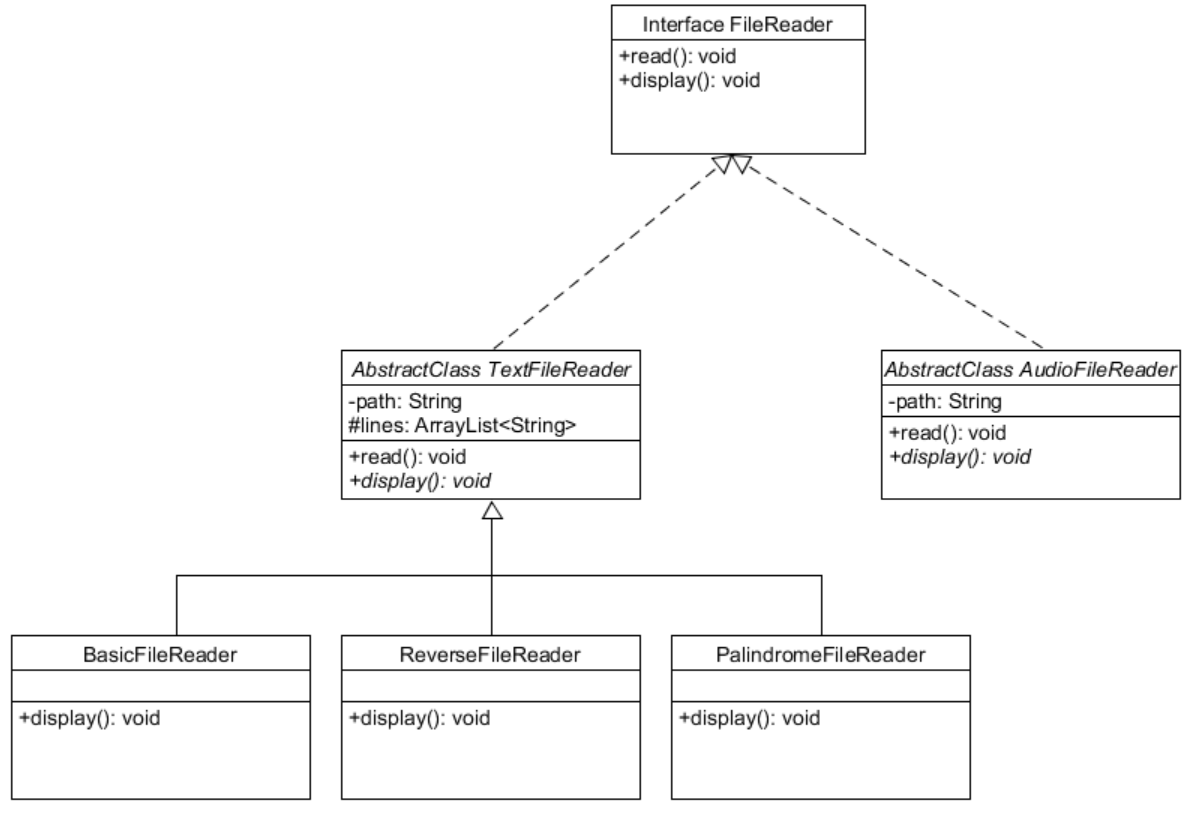 Interface FileReader
+read(): void
+display(): void
AbstractClass TextFileReader
-path: String
#lines: ArrayList<String>
+read(): void
+display(): void
AbstractClass AudioFileReader
-path: String
+read(): void
+display(): void
BasicFileReader
+display(): void
ReverseFileReader
+display(): void
PalindromeFileReader
+display(): void